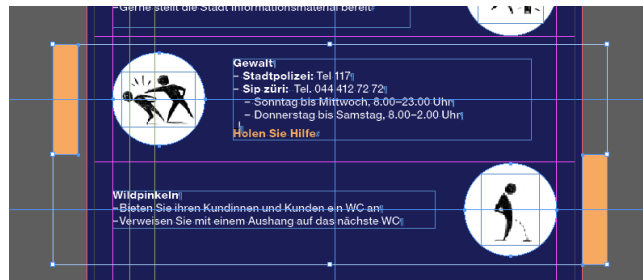 – Gerne stellt die Stadt Informationsmaterial bereit
Gewalt
– Stadtpolizei: Tel 117
– Sip züri: Tel. 044 412 72 72
– Sonntag bis Mittwoch, 8.00–23.00 Uhr
– Donnerstag bis Samstag, 8.00–2.00 Uhr
Holen Sie Hilfe
Wildpinkeln
– Bieten Sie ihren Kundinnen und Kunden ein WC an
– Verweisen Sie mit einem Aushang auf das nächste WC